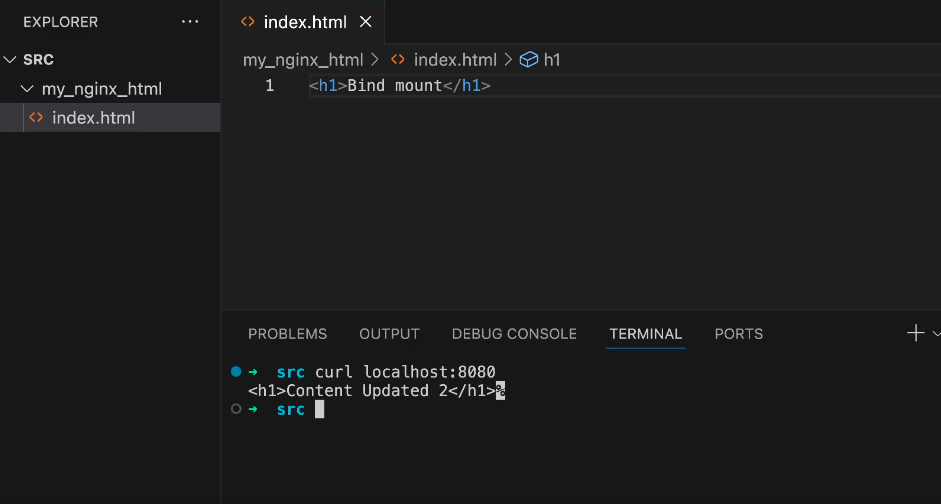 EXPLORER ...
SRC
my_nginx_html
index.html
index.html
my_nginx_html > index.html > h1
1 <h1>Bind mount</h1>
PROBLEMS OUTPUT DEBUG CONSOLE TERMINAL PORTS
src curl localhost:8080
<h1>Content Updated 2</h1>%
src